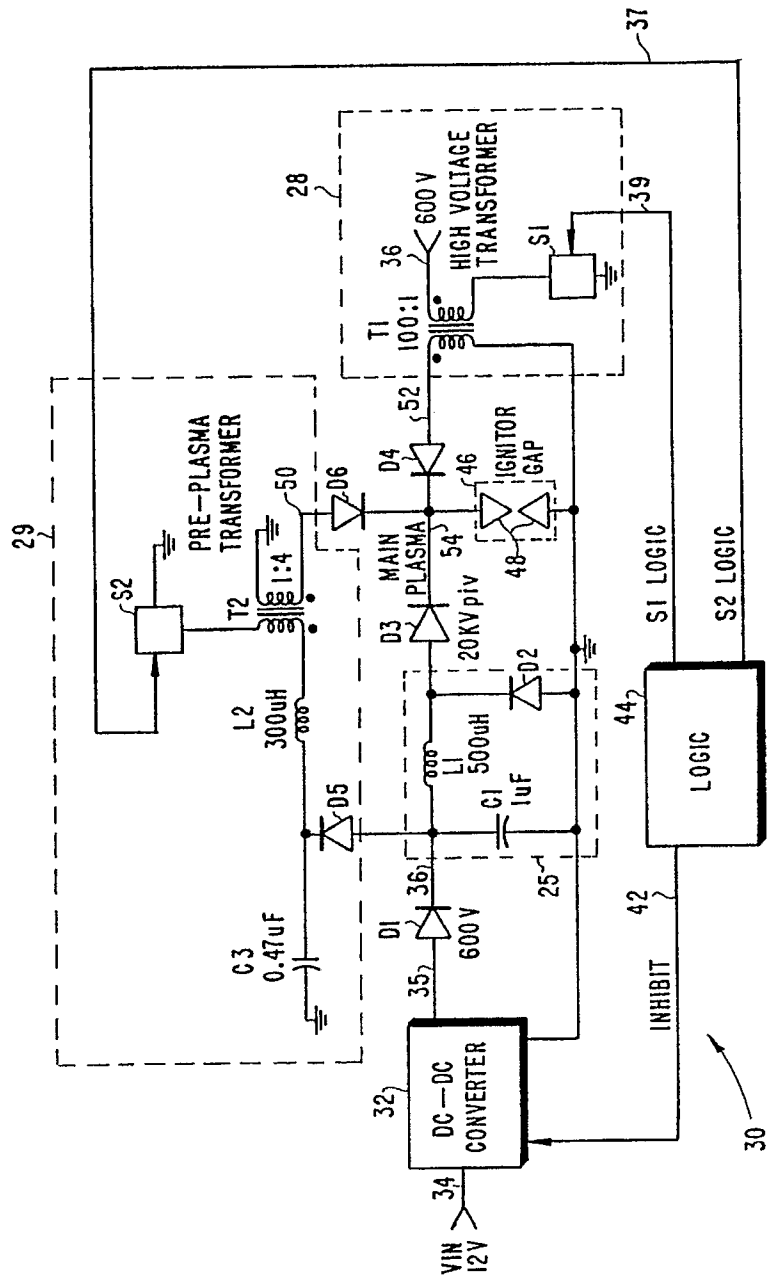 29
S2
PRE-PLASMA
TRANSFORMER
T2
1:4
50
L2
300uH
D5
C3
0.47uF
D6
28
36
600V
HIGH VOLTAGE
TRANSFORMER
T1
100:1
S1
39
37
52
D4
46
IGNITOR
GAP
48
54
MAIN
PLASMA
D3
20KVpiv
D2
L1
500uH
C1
1uF
25
36
D1
600V
35
32
DC-DC
CONVERTER
34
VIN
12V
INHIBIT
42
44
LOGIC
S1 LOGIC
S2 LOGIC
30